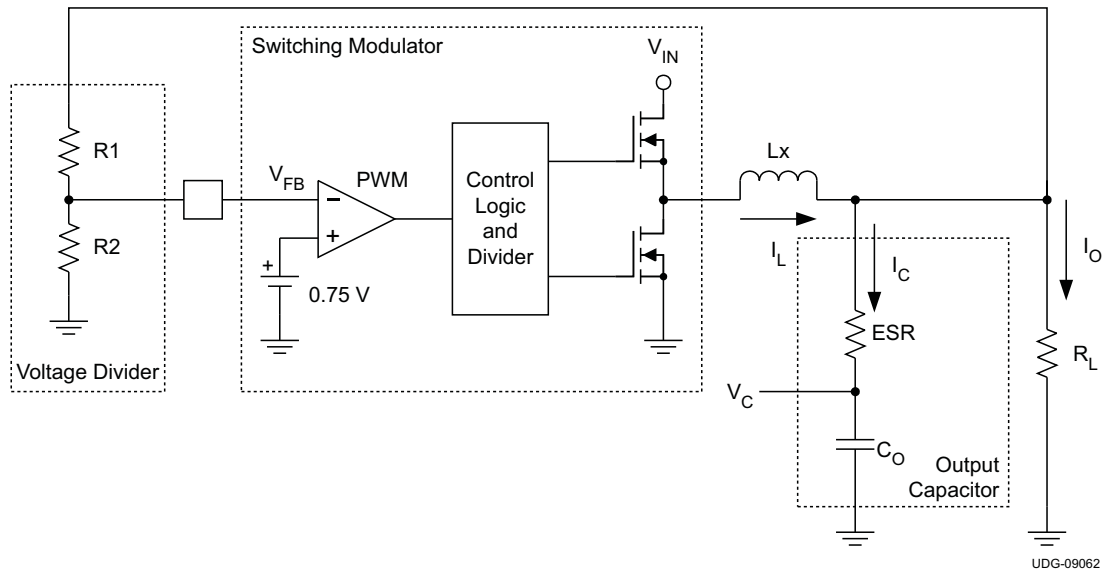 Switching Modulator
V_IN
R1
V_FB
PWM
Control
Logic
and
Divider
Lx
R2
−
+
+
0.75 V
I_L
I_C
I_O
ESR
Voltage Divider
V_C
R_L
C_O
Output
Capacitor
UDG-09062